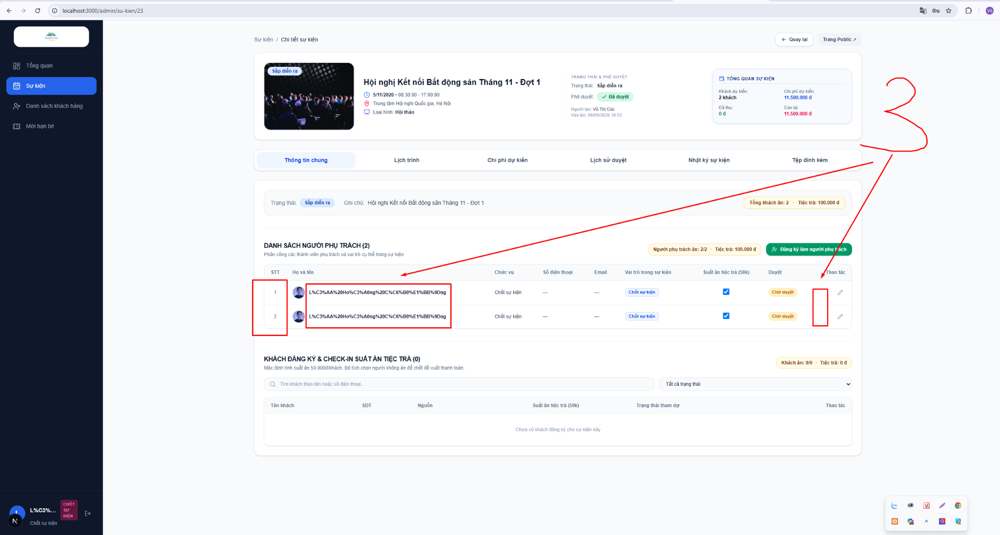 localhost:3000/admin/su-kien/23
Võ
NGHIENG
Tổng quan
Sự kiện
Danh sách khách hàng
Mời bạn bè
Sự kiện / Chi tiết sự kiện
Quay lại
Trang Public ↗
Sắp diễn ra
Hội nghị Kết nối Bất động sản Tháng 11 - Đợt 1
5/11/2026 • 08:30:00 - 17:00:00
Trung tâm Hội nghị Quốc gia, Hà Nội
Loại hình: Hội thảo
TRẠNG THÁI & PHÊ DUYỆT
Trạng thái: Sắp diễn ra
Phê duyệt: Đã duyệt
Người tạo: Vũ Thị Cúc
Vào lúc: 08/09/2026 18:53
TỔNG QUAN SỰ KIỆN
Khách dự kiến: Chi phí dự kiến:
2 khách 11.500.000 đ
Đã thu: Còn lại:
0 đ 11.500.000 đ
3
Thông tin chung Lịch trình Chi phí dự kiến Lịch sử duyệt Nhật ký sự kiện Tệp đính kèm
Trạng thái: Sắp diễn ra Ghi chú: Hội nghị Kết nối Bất động sản Tháng 11 - Đợt 1 Tổng khách ăn: 2 • Tiệc trà: 100.000 đ
DANH SÁCH NGƯỜI PHỤ TRÁCH (2)
Phân công các thành viên phụ trách và vai trò cụ thể trong sự kiện
Người phụ trách ăn: 2/2 • Tiệc trà: 100.000 đ
Đăng ký làm người phụ trách
STT Họ và tên Chức vụ Số điện thoại Email Vai trò trong sự kiện Suất ăn tiệc trà (50k) Duyệt Thao tác
1 L%C3%AA%20Ho%C3%A0ng%20C%C6%B0%E1%BB%9Dng Chốt sự kiện — — Chốt sự kiện Chờ duyệt
2 L%C3%AA%20Ho%C3%A0ng%20C%C6%B0%E1%BB%9Dng Chốt sự kiện — — Chốt sự kiện Chờ duyệt
KHÁCH ĐĂNG KÝ & CHECK-IN SUẤT ĂN TIỆC TRÀ (0)
Mặc định tính suất ăn 50.000đ/khách. Bỏ tích chọn người không ăn để chốt đề xuất thanh toán.
Khách ăn: 0/0 • Tiệc trà: 0 đ
Tìm khách theo tên hoặc số điện thoại...
Tất cả trạng thái
Tên khách SĐT Nguồn Suất ăn tiệc trà (50k) Trạng thái tham dự Thao tác
Chưa có khách đăng ký cho sự kiện này
L%C3%...
CHỐT SỰ KIỆN
Chốt sự kiện
N